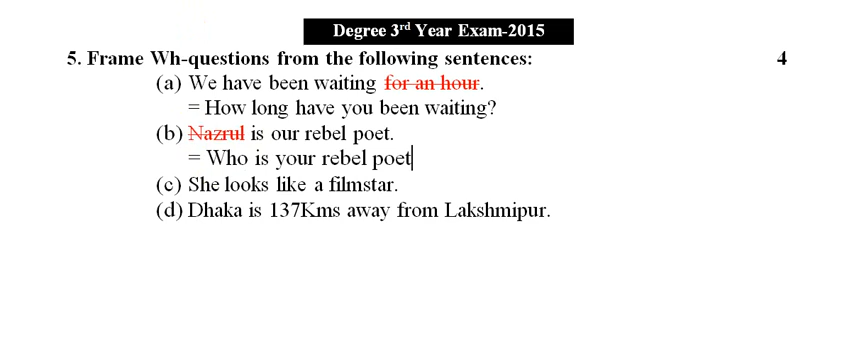 Degree 3rd Year Exam-2015
5. Frame Wh-questions from the following sentences: 4
(a) We have been waiting for an hour.
= How long have you been waiting?
(b) Nazrul is our rebel poet.
= Who is your rebel poet
(c) She looks like a filmstar.
(d) Dhaka is 137Kms away from Lakshmipur.